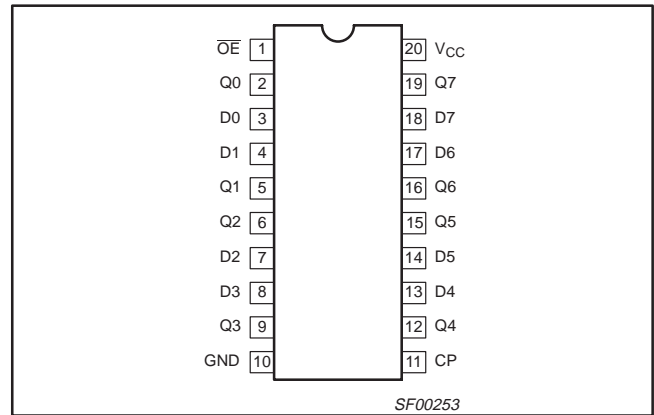 O̅E̅ 1 20 VCC
Q0 2 19 Q7
D0 3 18 D7
D1 4 17 D6
Q1 5 16 Q6
Q2 6 15 Q5
D2 7 14 D5
D3 8 13 D4
Q3 9 12 Q4
GND 10 11 CP
SF00253